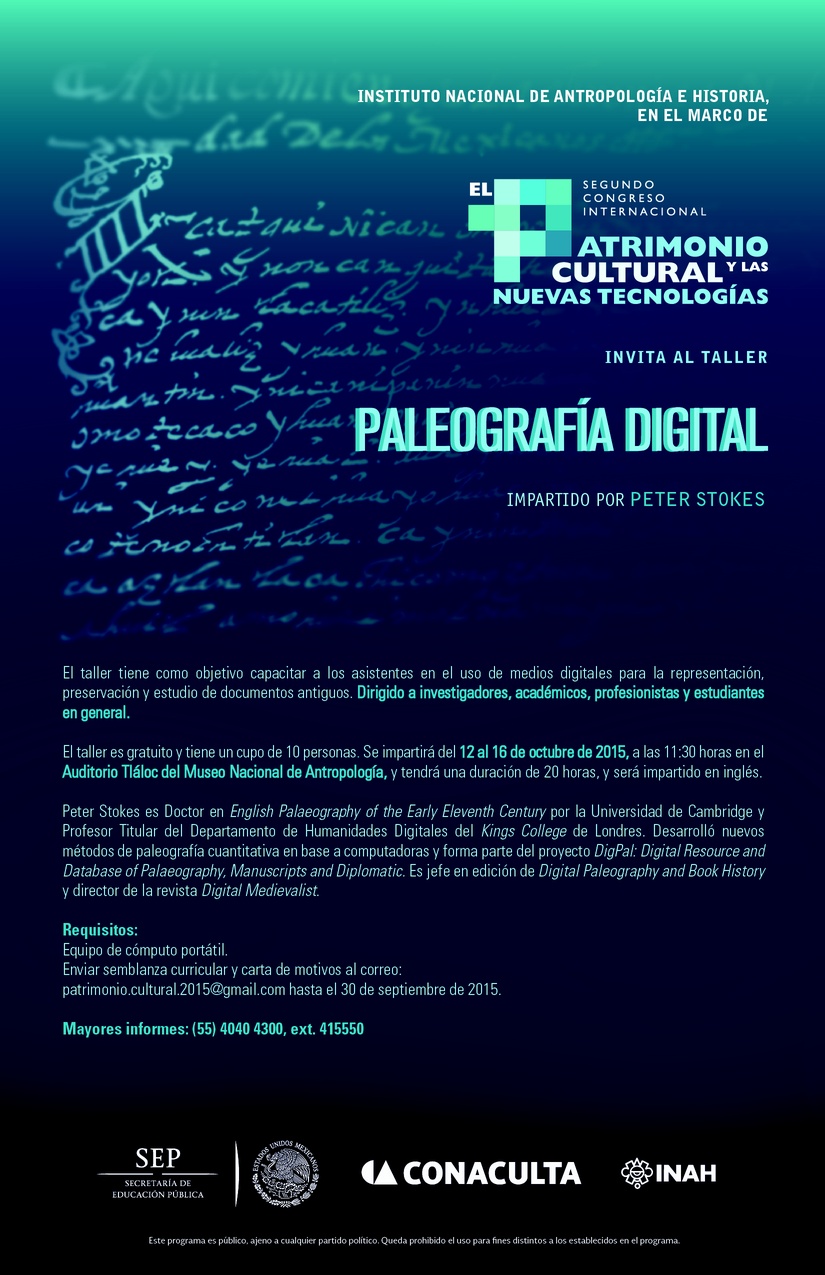 INSTITUTO NACIONAL DE ANTROPOLOGÍA E HISTORIA,
EN EL MARCO DE
EL
SEGUNDO
CONGRESO
INTERNACIONAL
PATRIMONIO
CULTURAL Y LAS
NUEVAS TECNOLOGÍAS
INVITA AL TALLER
PALEOGRAFÍA DIGITAL
IMPARTIDO POR PETER STOKES
El taller tiene como objetivo capacitar a los asistentes en el uso de medios digitales para la representación,
preservación y estudio de documentos antiguos. Dirigido a investigadores, académicos, profesionistas y estudiantes
en general.
El taller es gratuito y tiene un cupo de 10 personas. Se impartirá del 12 al 16 de octubre de 2015, a las 11:30 horas en el
Auditorio Tláloc del Museo Nacional de Antropología, y tendrá una duración de 20 horas, y será impartido en inglés.
Peter Stokes es Doctor en English Palaeography of the Early Eleventh Century por la Universidad de Cambridge y
Profesor Titular del Departamento de Humanidades Digitales del Kings College de Londres. Desarrolló nuevos
métodos de paleografía cuantitativa en base a computadoras y forma parte del proyecto DigPal: Digital Resource and
Database of Palaeography, Manuscripts and Diplomatic. Es jefe en edición de Digital Paleography and Book History
y director de la revista Digital Medievalist.
Requisitos:
Equipo de cómputo portátil.
Enviar semblanza curricular y carta de motivos al correo:
patrimonio.cultural.2015@gmail.com hasta el 30 de septiembre de 2015.
Mayores informes: (55) 4040 4300, ext. 415550
SEP
SECRETARÍA DE
EDUCACIÓN PÚBLICA
ESTADOS UNIDOS MEXICANOS
CONACULTA
INAH
Este programa es público, ajeno a cualquier partido político. Queda prohibido el uso para fines distintos a los establecidos en el programa.